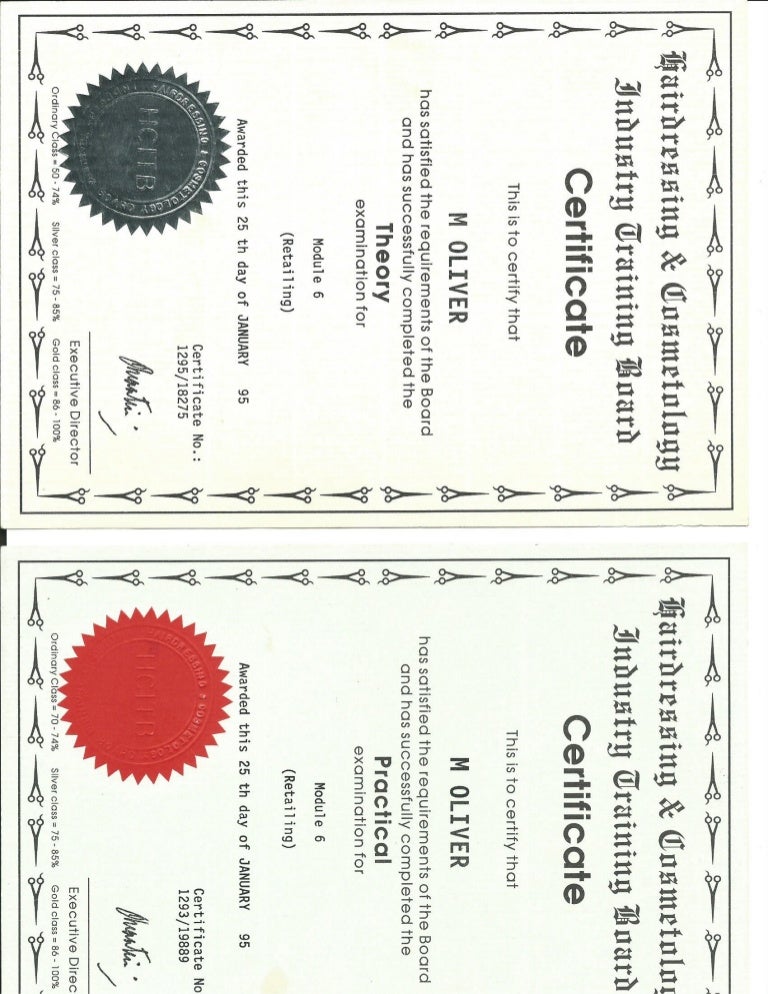 Hairdressing & Cosmetology
Industry Training Board
Certificate
This is to certify that
M OLIVER
has satisfied the requirements of the Board
and has successfully completed the
Theory
examination for
Module 6
(Retailing)
Awarded this 25 th day of JANUARY 95
Certificate No.:
1295/18275
HAIRDRESSING & COSMETOLOGY
HCITB
Executive Director
Ordinary Class = 50 - 74% Silver class = 75 - 85% Gold class = 86 - 100%
Hairdressing & Cosmetolog
Industry Training Board
Certificate
This is to certify that
M OLIVER
has satisfied the requirements of the Board
and has successfully completed the
Practical
examination for
Module 6
(Retailing)
Awarded this 25 th day of JANUARY 95
Certificate No
1293/19889
HCITB
Executive Direc
Ordinary Class = 70 - 74% Silver class = 75 - 85% Gold class = 86 - 100%